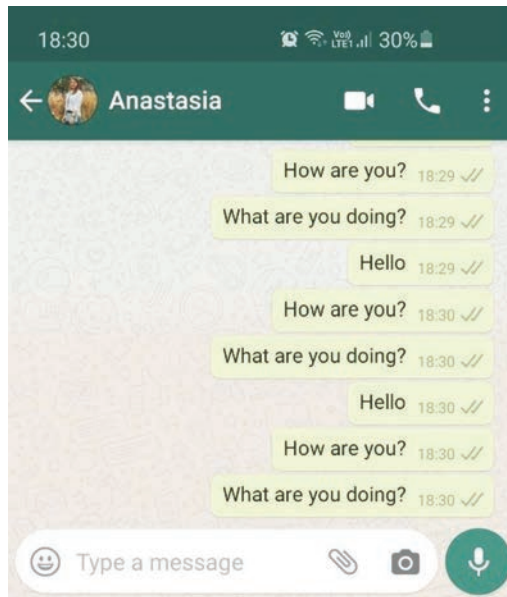 18:30 Vo)) LTE1 30%
Anastasia
How are you? 18:29
What are you doing? 18:29
Hello 18:29
How are you? 18:30
What are you doing? 18:30
Hello 18:30
How are you? 18:30
What are you doing? 18:30
Type a message